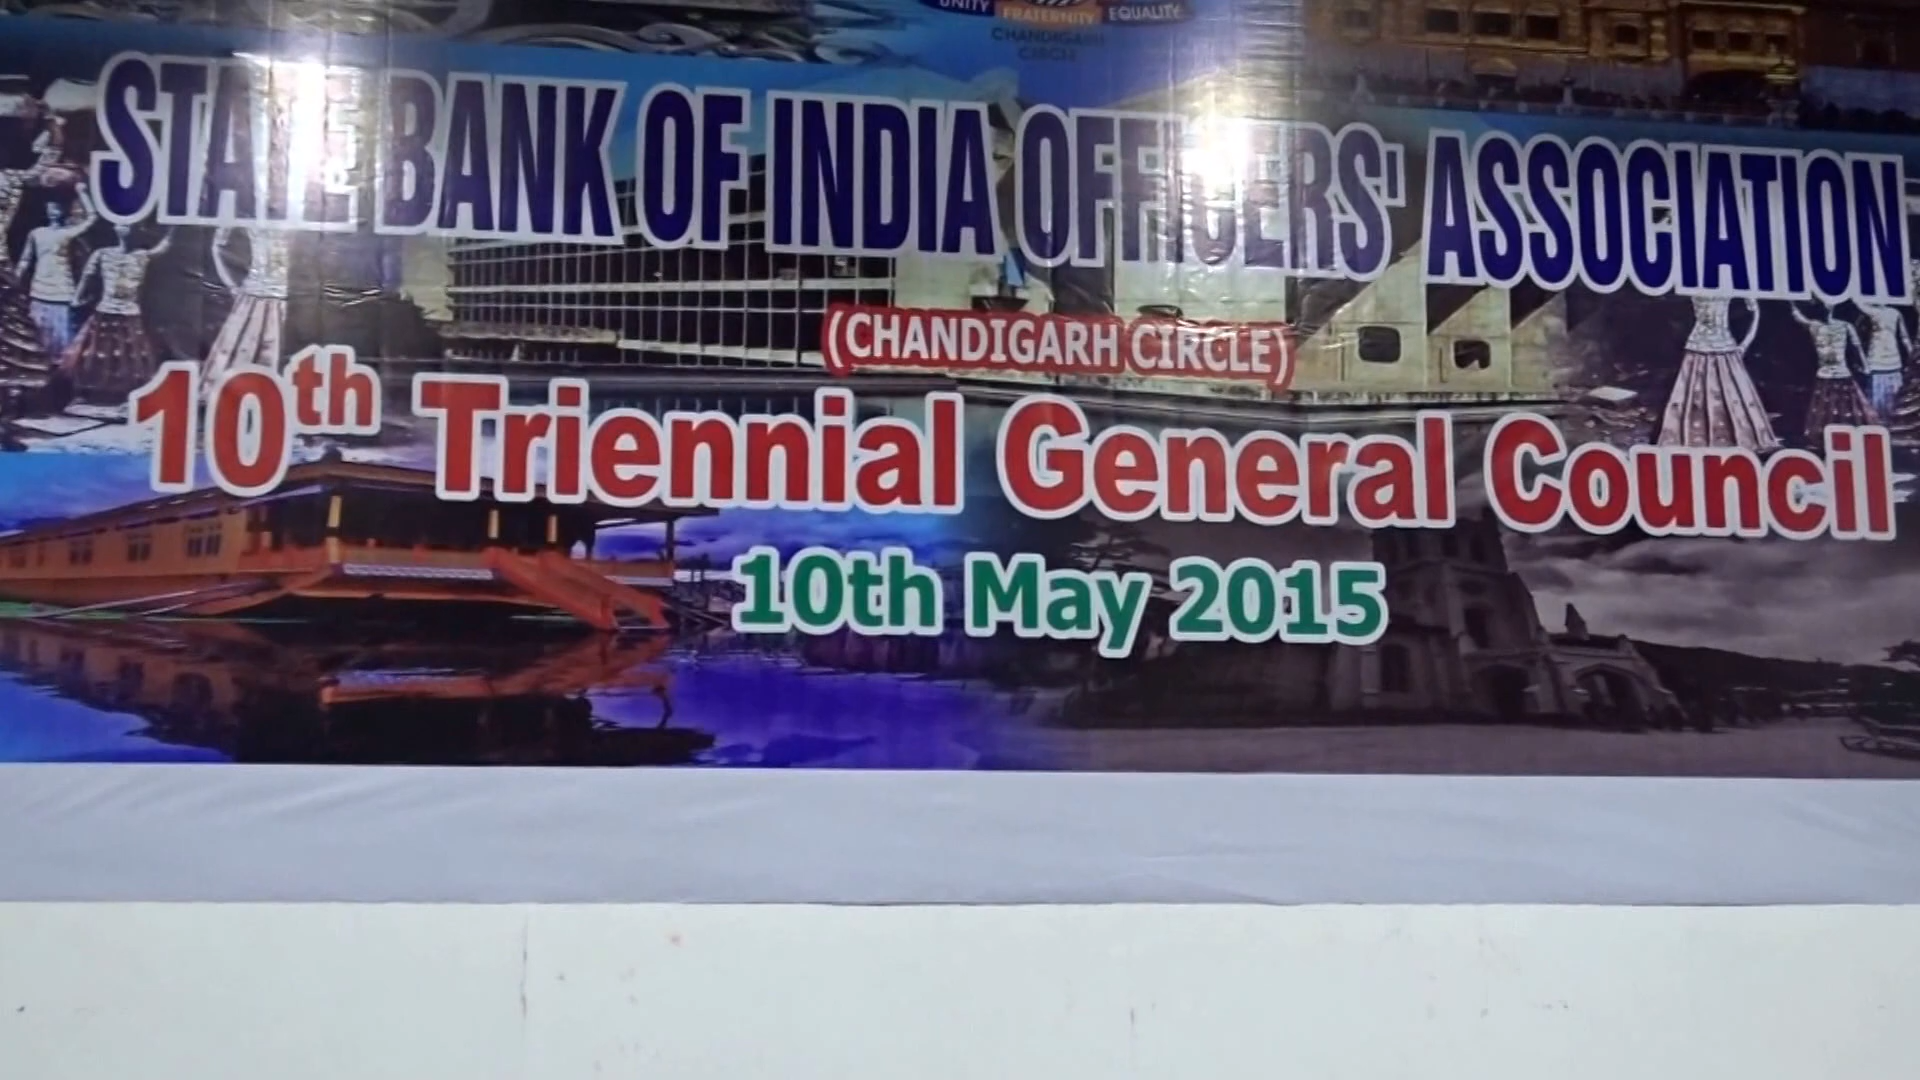 UNITY FRATERNITY EQUALITY
CHANDIGARH
CIRCLE
STATE BANK OF INDIA OFFICERS' ASSOCIATION
(CHANDIGARH CIRCLE)
10th Triennial General Council
10th May 2015